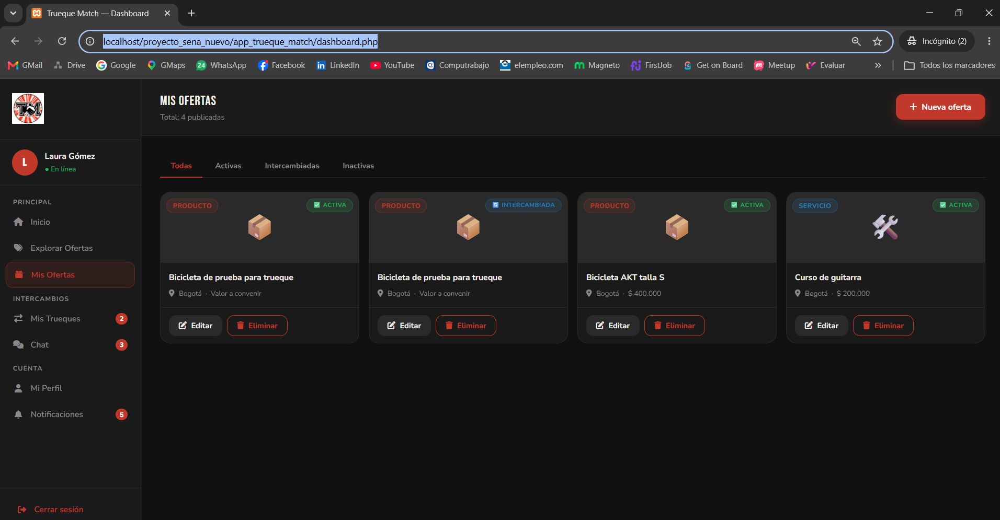 Trueque Match — Dashboard
localhost/proyecto_sena_nuevo/app_trueque_match/dashboard.php
Incógnito (2)
GMail
Drive
Google
GMaps
24
WhatsApp
Facebook
LinkedIn
YouTube
Computrabajo
elempleo.com
Magneto
FirstJob
Get on Board
Meetup
Evaluar
Todos los marcadores
TM
L
Laura Gómez
En línea
PRINCIPAL
Inicio
Explorar Ofertas
Mis Ofertas
INTERCAMBIOS
Mis Trueques 2
Chat 3
CUENTA
Mi Perfil
Notificaciones 5
Cerrar sesión
MIS OFERTAS
Total: 4 publicadas
+ Nueva oferta
Todas Activas Intercambiadas Inactivas
PRODUCTO ACTIVA
Bicicleta de prueba para trueque
Bogotá · Valor a convenir
Editar Eliminar
PRODUCTO INTERCAMBIADA
Bicicleta de prueba para trueque
Bogotá · Valor a convenir
Editar Eliminar
PRODUCTO ACTIVA
Bicicleta AKT talla S
Bogotá · $ 400.000
Editar Eliminar
SERVICIO ACTIVA
Curso de guitarra
Bogotá · $ 200.000
Editar Eliminar